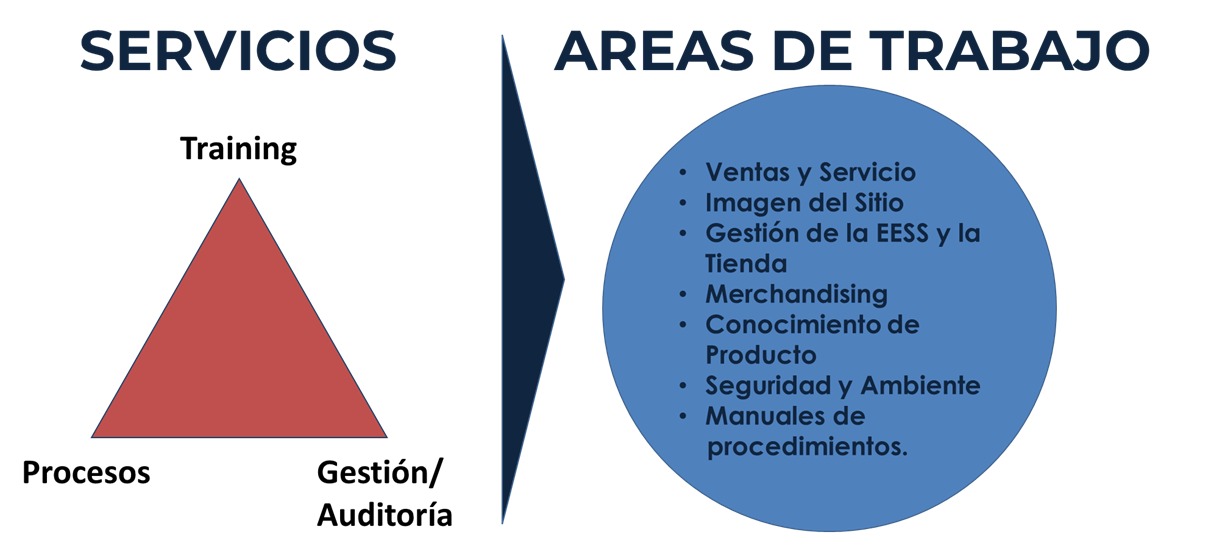 SERVICIOS
AREAS DE TRABAJO
Training
Procesos
Gestión/
Auditoría
• Ventas y Servicio
• Imagen del Sitio
• Gestión de la EESS y la
Tienda
• Merchandising
• Conocimiento de
Producto
• Seguridad y Ambiente
• Manuales de
procedimientos.